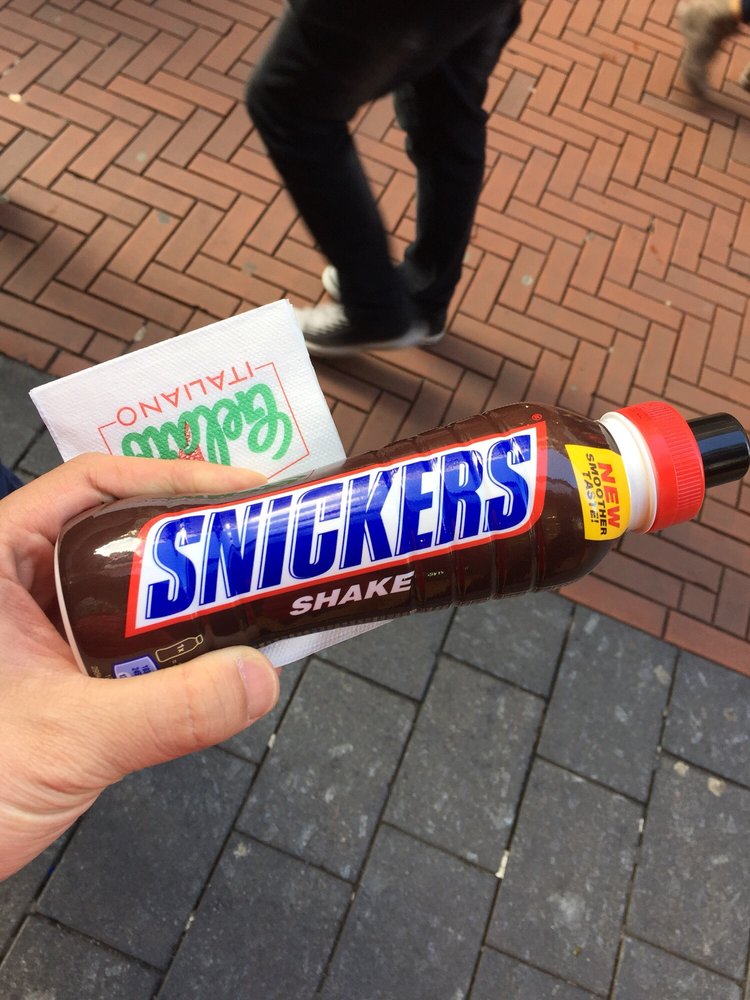 Gelato
ITALIANO
SNICKERS®
SHAKE
NEW
SMOOTHER
TASTE!